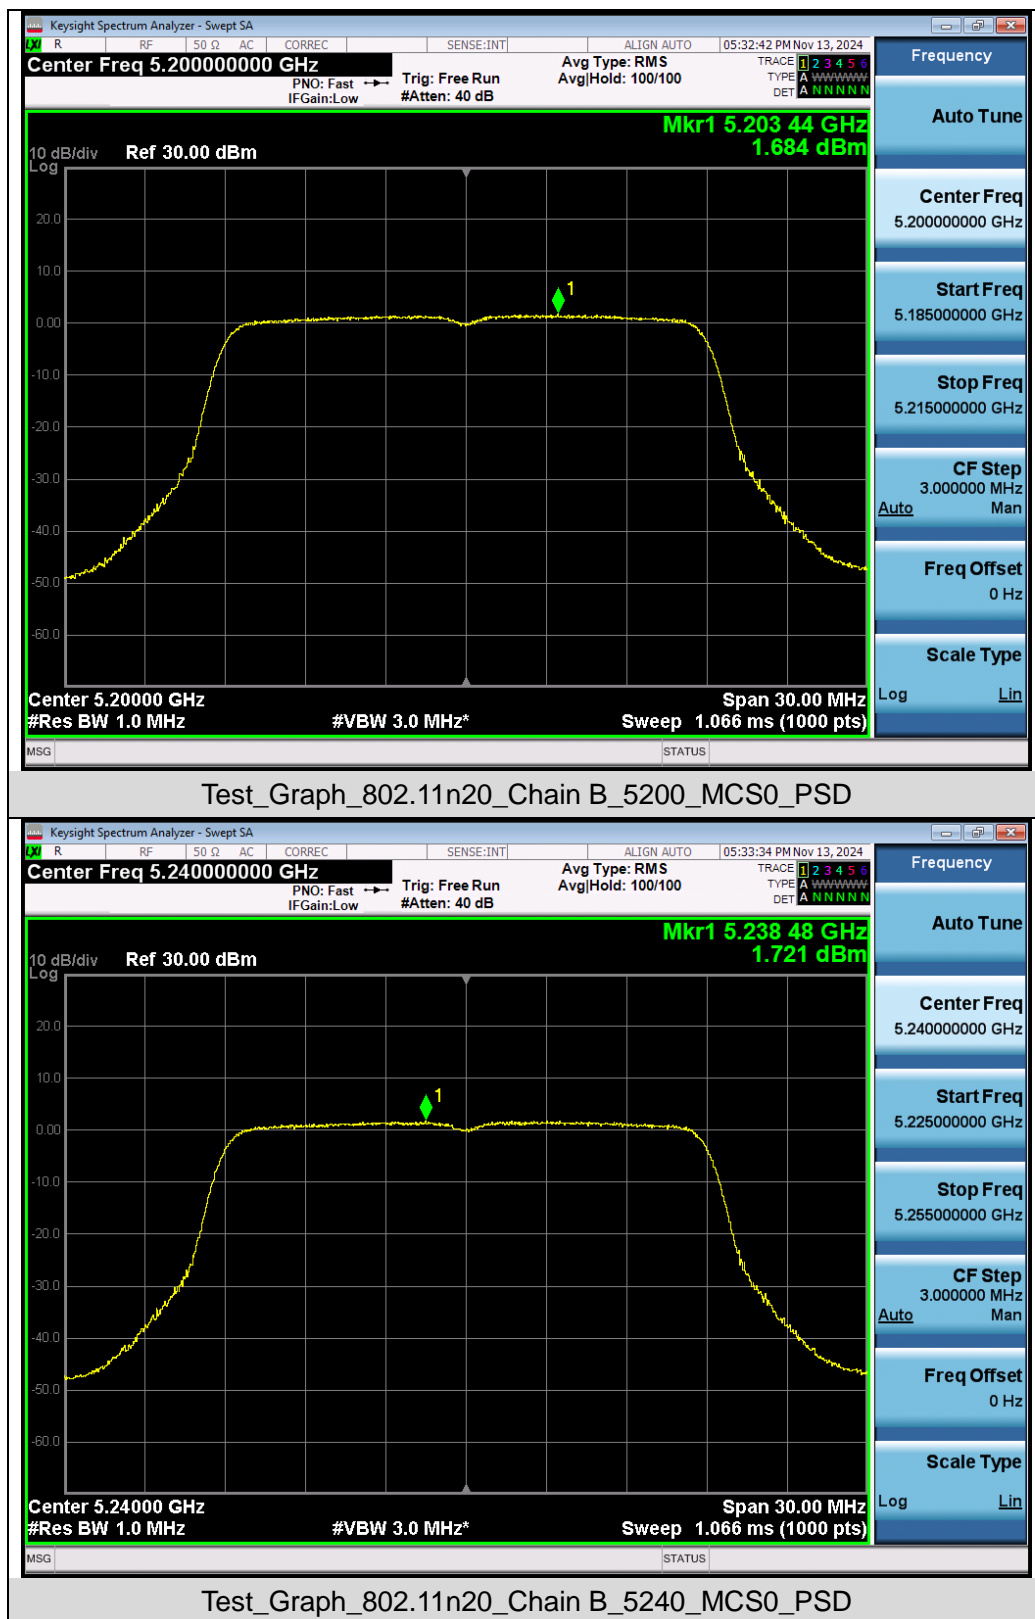 Keysight Spectrum Analyzer - Swept SA
LXI R RF 50 Ω AC CORREC SENSE:INT ALIGN AUTO 05:32:42 PM Nov 13, 2024
Center Freq 5.200000000 GHz
PNO: Fast
IFGain:Low
Trig: Free Run
#Atten: 40 dB
Avg Type: RMS
Avg|Hold: 100/100
TRACE 1 2 3 4 5 6
TYPE A WWWWW
DET A N N N N N
Mkr1 5.203 44 GHz
1.684 dBm
10 dB/div Ref 30.00 dBm
Log
20.0
10.0
1
0.00
-10.0
-20.0
-30.0
-40.0
-50.0
-60.0
Center 5.20000 GHz Span 30.00 MHz
#Res BW 1.0 MHz #VBW 3.0 MHz* Sweep 1.066 ms (1000 pts)
MSG STATUS
Frequency
Auto Tune
Center Freq
5.200000000 GHz
Start Freq
5.185000000 GHz
Stop Freq
5.215000000 GHz
CF Step
3.000000 MHz
Auto Man
Freq Offset
0 Hz
Scale Type
Log Lin
Test_Graph_802.11n20_Chain B_5200_MCS0_PSD
Keysight Spectrum Analyzer - Swept SA
LXI R RF 50 Ω AC CORREC SENSE:INT ALIGN AUTO 05:33:34 PM Nov 13, 2024
Center Freq 5.240000000 GHz
PNO: Fast
IFGain:Low
Trig: Free Run
#Atten: 40 dB
Avg Type: RMS
Avg|Hold: 100/100
TRACE 1 2 3 4 5 6
TYPE A WWWWW
DET A N N N N N
Mkr1 5.238 48 GHz
1.721 dBm
10 dB/div Ref 30.00 dBm
Log
20.0
10.0
1
0.00
-10.0
-20.0
-30.0
-40.0
-50.0
-60.0
Center 5.24000 GHz Span 30.00 MHz
#Res BW 1.0 MHz #VBW 3.0 MHz* Sweep 1.066 ms (1000 pts)
MSG STATUS
Frequency
Auto Tune
Center Freq
5.240000000 GHz
Start Freq
5.225000000 GHz
Stop Freq
5.255000000 GHz
CF Step
3.000000 MHz
Auto Man
Freq Offset
0 Hz
Scale Type
Log Lin
Test_Graph_802.11n20_Chain B_5240_MCS0_PSD